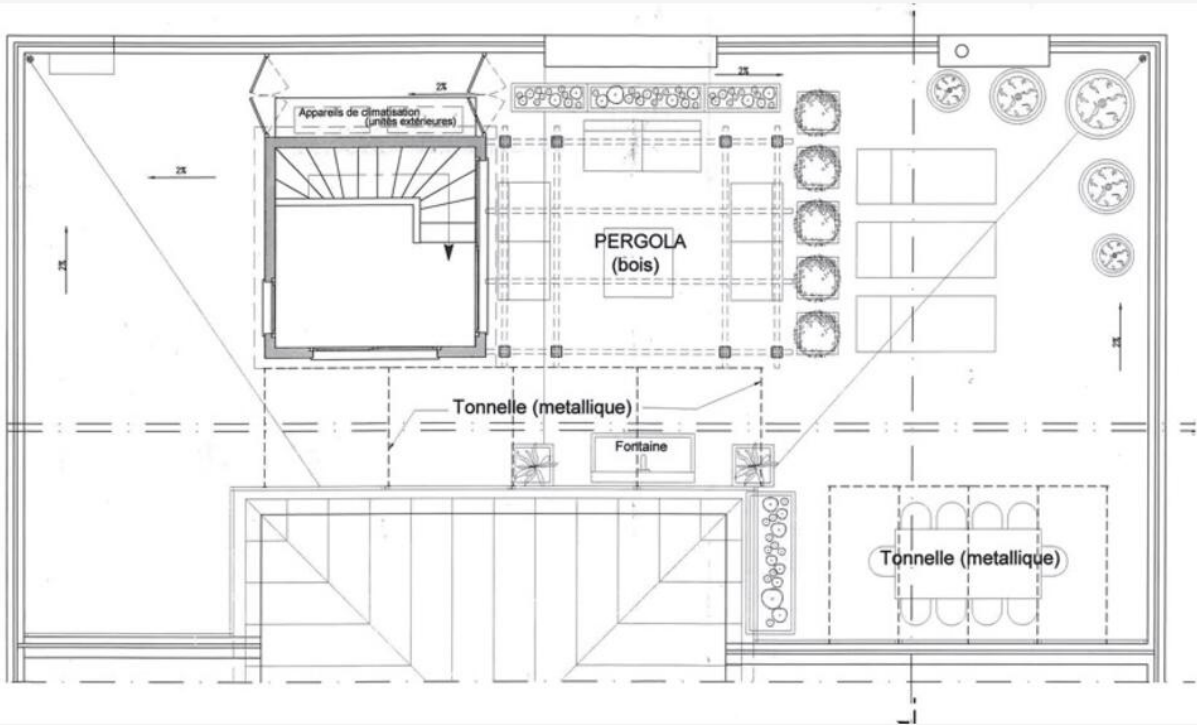 2%
2%
Appareils de climatisation
(unités extérieures)
2%
2%
PERGOLA
(bois)
2%
Tonnelle (metallique)
Fontaine
Tonnelle (metallique)